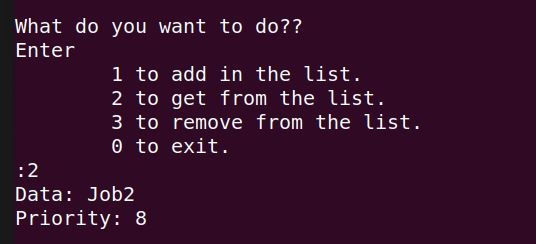 What do you want to do??
Enter
1 to add in the list.
2 to get from the list.
3 to remove from the list.
0 to exit.
:2
Data: Job2
Priority: 8